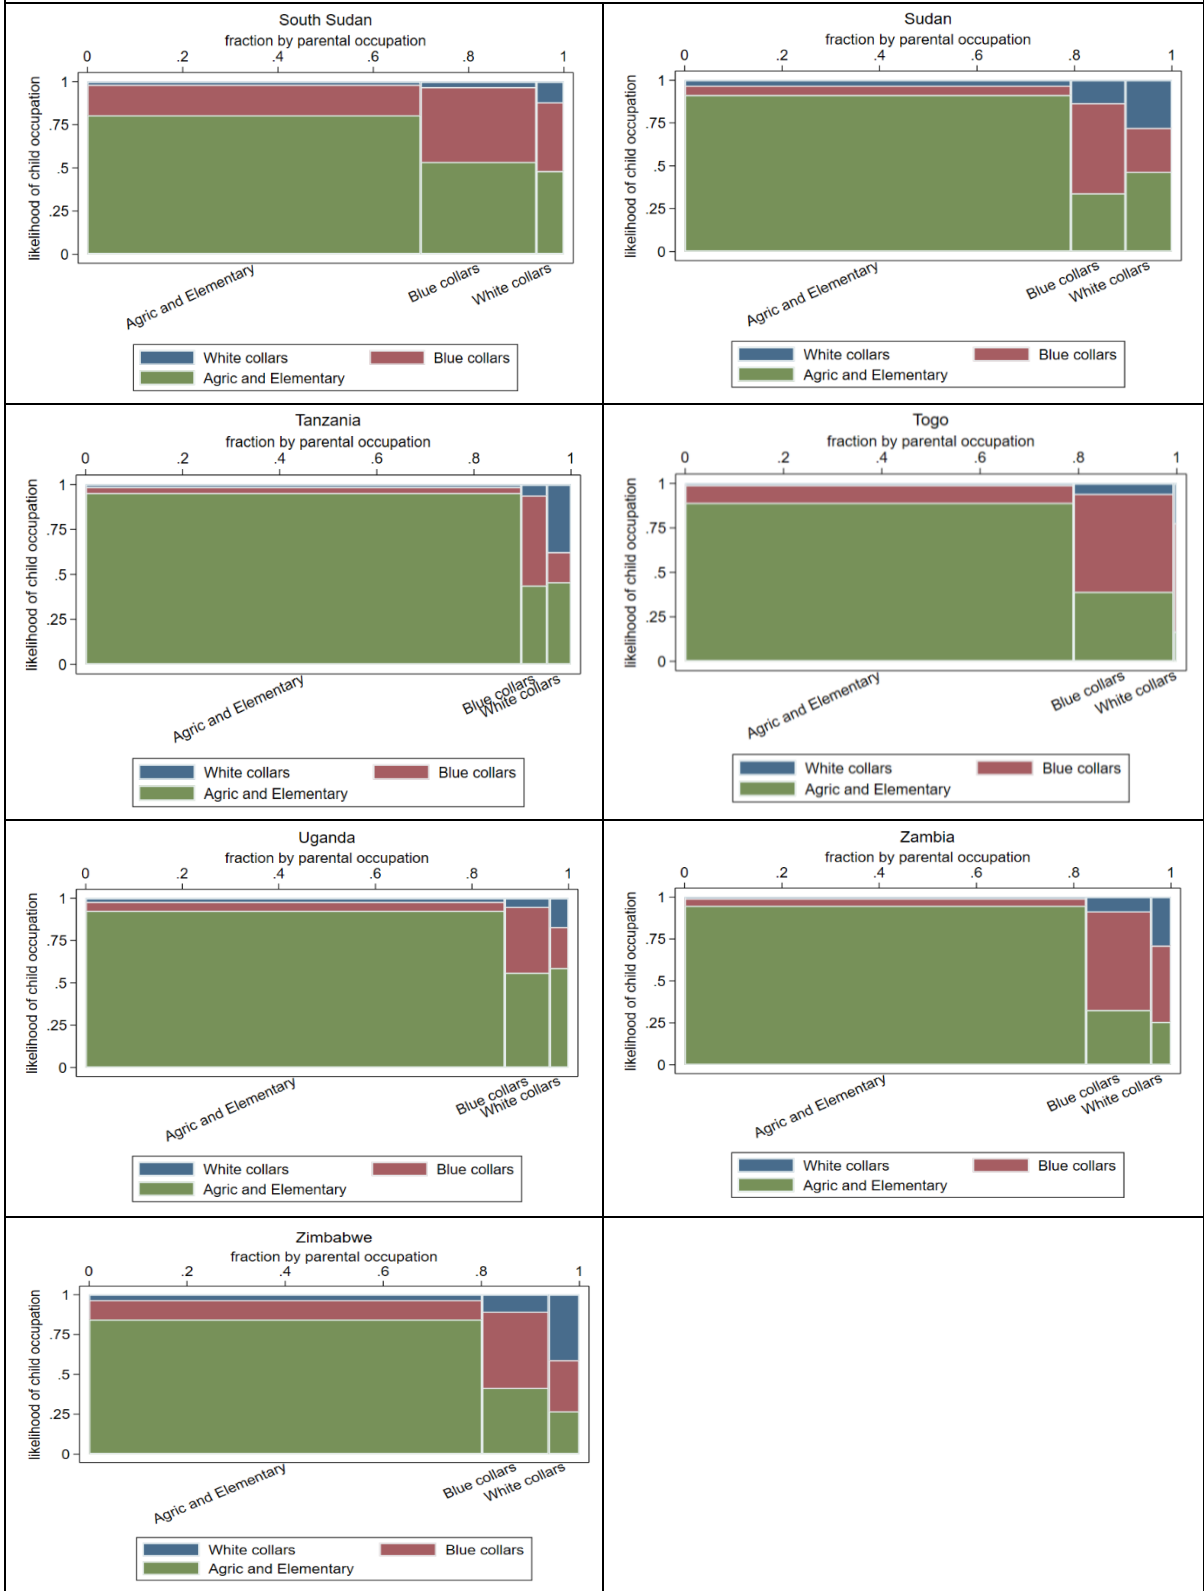 South Sudan
fraction by parental occupation
0 .2 .4 .6 .8 1
likelihood of child occupation
1
.75
.5
.25
0
Agric and Elementary
Blue collars
White collars
White collars Blue collars
Agric and Elementary
Sudan
fraction by parental occupation
0 .2 .4 .6 .8 1
likelihood of child occupation
1
.75
.5
.25
0
Agric and Elementary
Blue collars
White collars
White collars Blue collars
Agric and Elementary
Tanzania
fraction by parental occupation
0 .2 .4 .6 .8 1
likelihood of child occupation
1
.75
.5
.25
0
Agric and Elementary
Blue collars
White collars
White collars Blue collars
Agric and Elementary
Togo
fraction by parental occupation
0 .2 .4 .6 .8 1
likelihood of child occupation
1
.75
.5
.25
0
Agric and Elementary
Blue collars
White collars
White collars Blue collars
Agric and Elementary
Uganda
fraction by parental occupation
0 .2 .4 .6 .8 1
likelihood of child occupation
1
.75
.5
.25
0
Agric and Elementary
Blue collars
White collars
White collars Blue collars
Agric and Elementary
Zambia
fraction by parental occupation
0 .2 .4 .6 .8 1
likelihood of child occupation
1
.75
.5
.25
0
Agric and Elementary
Blue collars
White collars
White collars Blue collars
Agric and Elementary
Zimbabwe
fraction by parental occupation
0 .2 .4 .6 .8 1
likelihood of child occupation
1
.75
.5
.25
0
Agric and Elementary
Blue collars
White collars
White collars Blue collars
Agric and Elementary